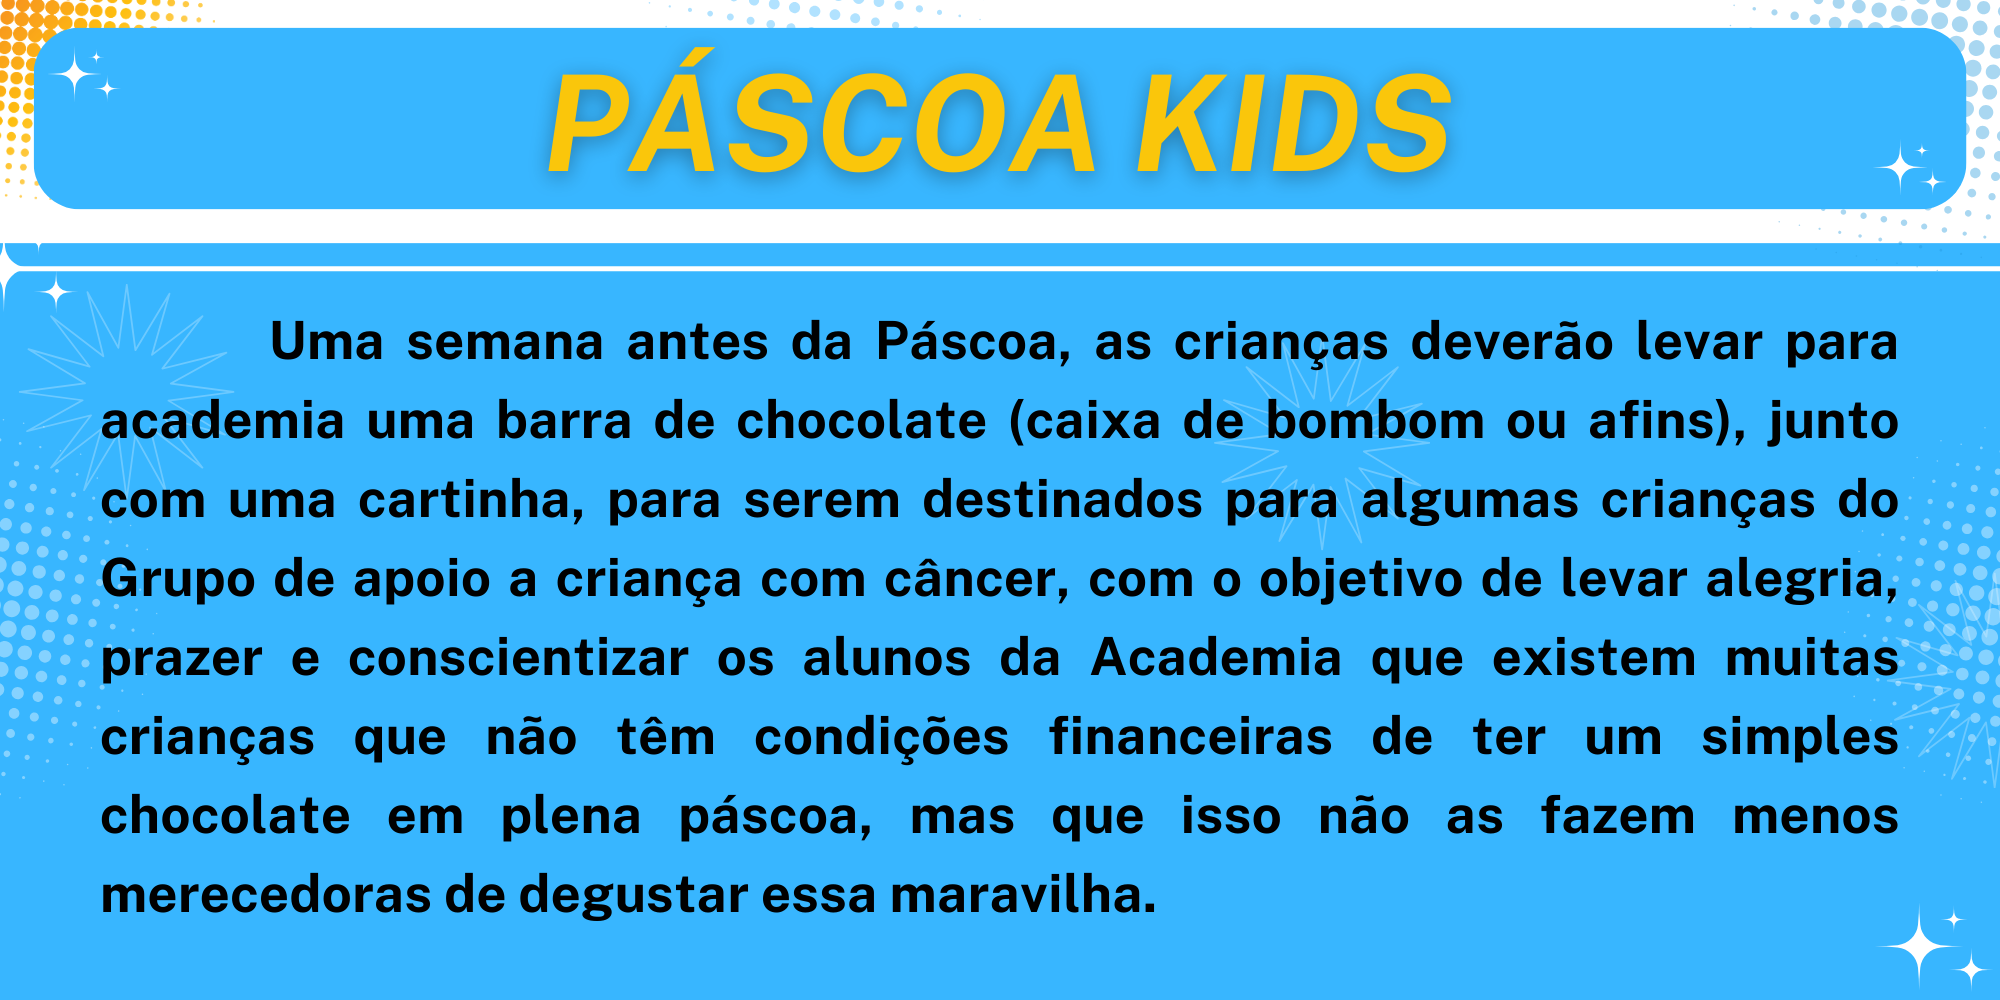 PÁSCOA KIDS
Uma semana antes da Páscoa, as crianças deverão levar para
academia uma barra de chocolate (caixa de bombom ou afins), junto
com uma cartinha, para serem destinados para algumas crianças do
Grupo de apoio a criança com câncer, com o objetivo de levar alegria,
prazer e conscientizar os alunos da Academia que existem muitas
crianças que não têm condições financeiras de ter um simples
chocolate em plena páscoa, mas que isso não as fazem menos
merecedoras de degustar essa maravilha.